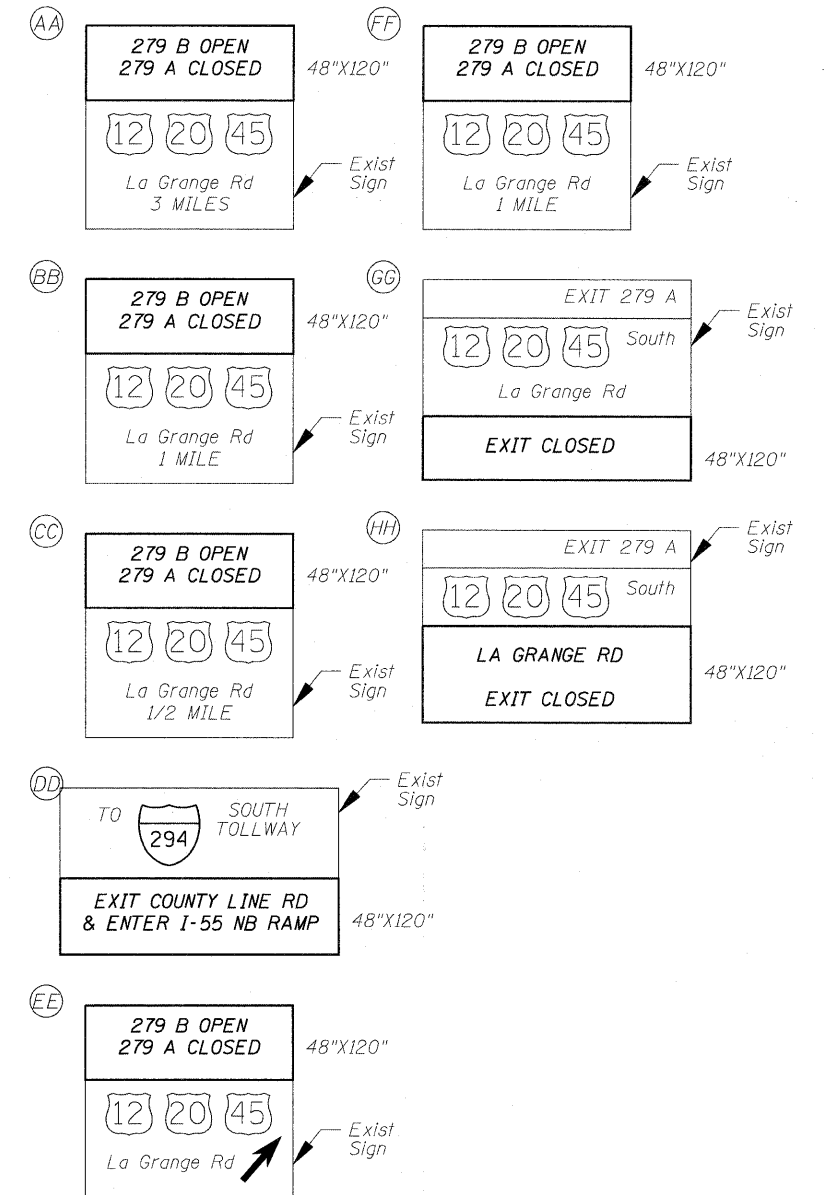 AA
279 B OPEN
279 A CLOSED
48"X120"
12 20 45
La Grange Rd
3 MILES
Exist
Sign
FF
279 B OPEN
279 A CLOSED
48"X120"
12 20 45
La Grange Rd
1 MILE
Exist
Sign
BB
279 B OPEN
279 A CLOSED
48"X120"
12 20 45
La Grange Rd
1 MILE
Exist
Sign
GG
EXIT 279 A
12 20 45 South
La Grange Rd
Exist
Sign
EXIT CLOSED
48"X120"
CC
279 B OPEN
279 A CLOSED
48"X120"
12 20 45
La Grange Rd
1/2 MILE
Exist
Sign
HH
EXIT 279 A
12 20 45 South
Exist
Sign
LA GRANGE RD
EXIT CLOSED
48"X120"
DD
TO 294 SOUTH
TOLLWAY
Exist
Sign
EXIT COUNTY LINE RD
& ENTER I-55 NB RAMP
48"X120"
EE
279 B OPEN
279 A CLOSED
48"X120"
12 20 45
La Grange Rd
Exist
Sign